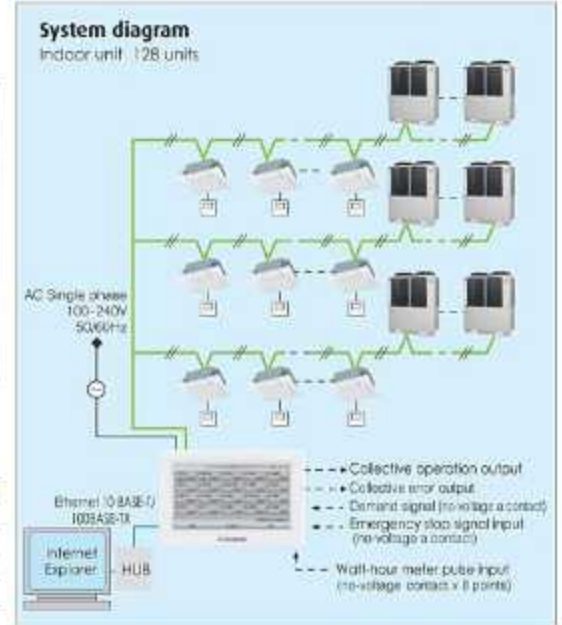 System diagram
Indoor unit 128 units
AC Single phase
100-240V
50/60Hz
Ethernet 10 BASE-T/
100BASE-TX
Internet
Explorer
HUB
Collective operation output
Collective error output
Demand signal (no-voltage a contact)
Emergency stop signal input
(no-voltage a contact)
Watt-hour meter pulse input
(no-voltage contact x 8 points)